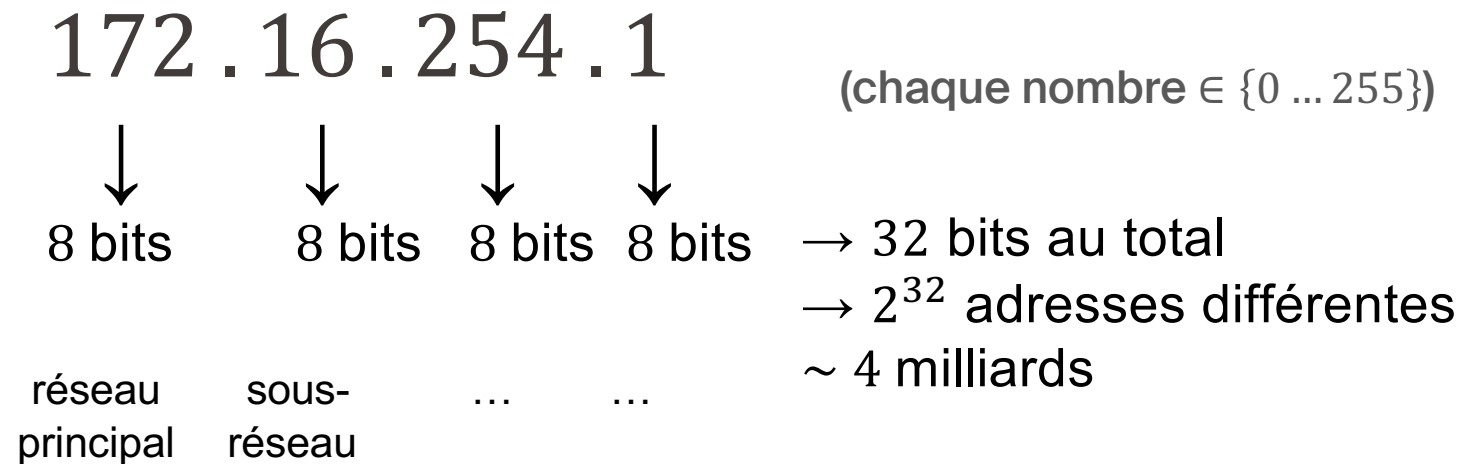 172 . 16 . 254 . 1
(chaque nombre ∈ {0 … 255})
↓ ↓ ↓ ↓
8 bits 8 bits 8 bits 8 bits → 32 bits au total
→ 2³² adresses différentes
~ 4 milliards
réseau sous- … …
principal réseau